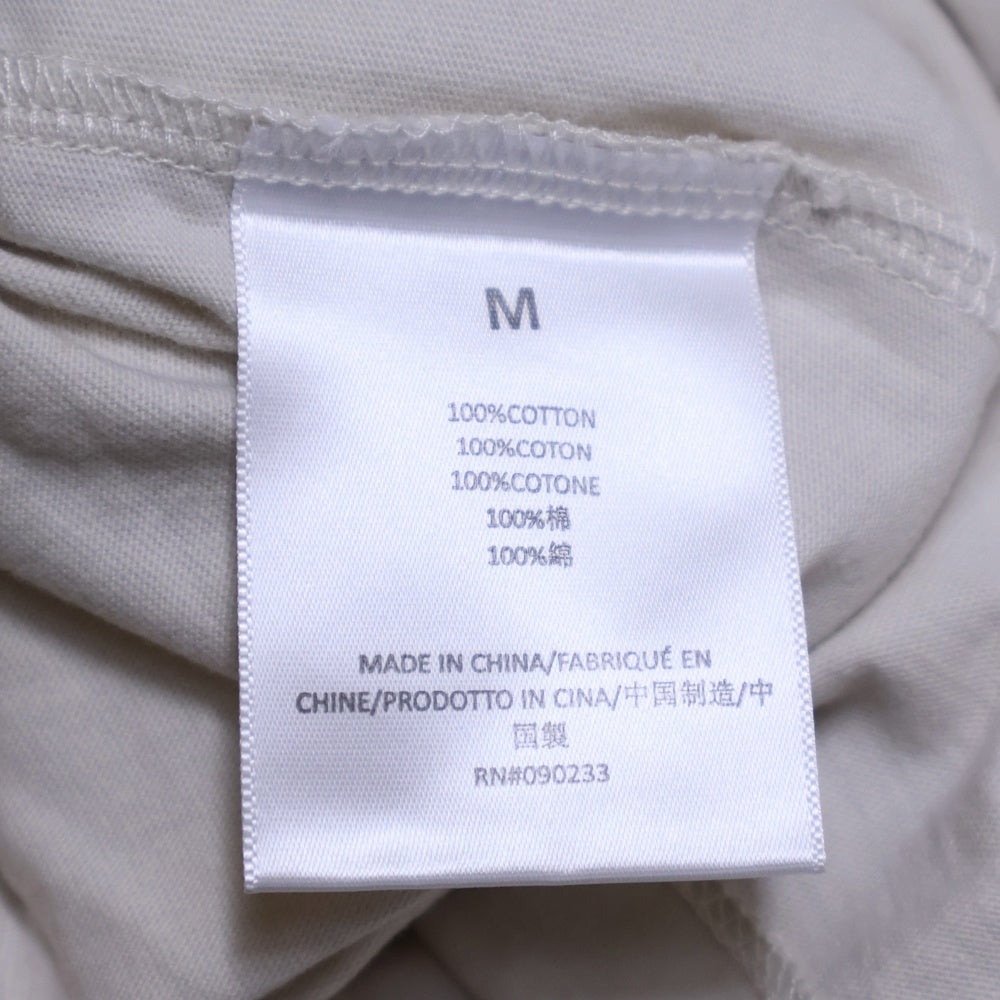 M
100%COTTON
100%COTON
100%COTONE
100%棉
100%綿
MADE IN CHINA/FABRIQUÉ EN
CHINE/PRODOTTO IN CINA/中国制造/中
国製
RN#090233